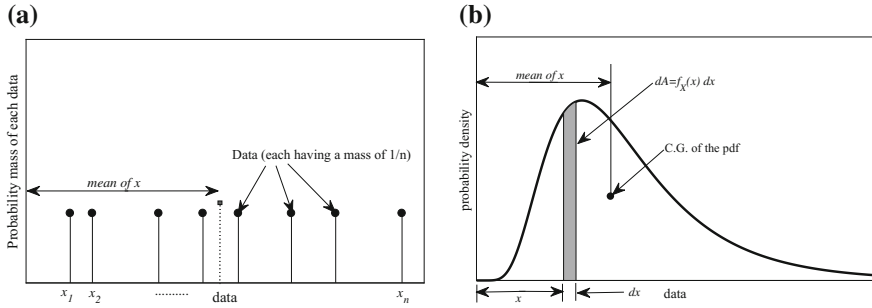 (a)
Probability mass of each data
Data (each having a mass of 1/n)
mean of x
x1 x2 .......... data xn
(b)
probability density
mean of x
dA=fX(x) dx
C.G. of the pdf
x dx data